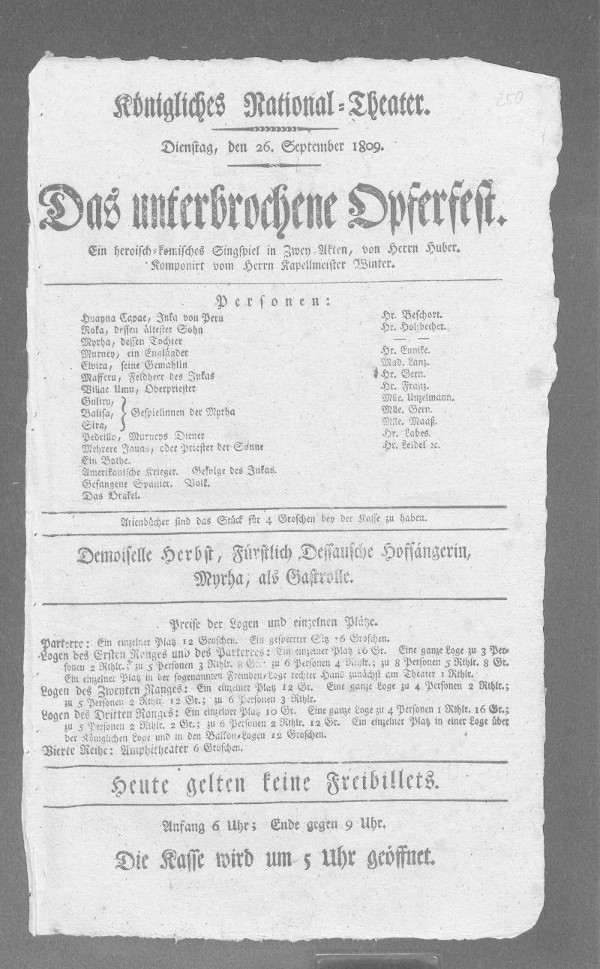 250
Königliches National-Theater.
Dienstag, den 26. September 1809.
Das unterbrochene Opferfest.
Ein heroisch-komisches Singspiel in Zwey Akten, von Herrn Huber.
Komponirt vom Herrn Kapellmeister Winter.
Personen:
Huayna Capac, Inka von Peru Hr. Beschort.
Roka, dessen ältester Sohn Hr. Holzbecher.
Myrha, dessen Tochter — —
Murney, ein Engländer Hr. Eunike.
Elvira, seine Gemahlin Mad. Lanz.
Mafferu, Feldherr des Inkas Hr. Gern.
Villac Umu, Oberpriester Hr. Franz.
Guliru, Mlle. Unzelmann.
Balisa, Gespielinnen der Myrha Mlle. Gern.
Sira, Mlle. Maaß.
Pedrillo, Murneys Diener Hr. Labes.
Mehrere Inkas, oder Priester der Sonne Hr. Leidel ec.
Ein Bothe.
Amerikanische Krieger. Gefolge des Inkas.
Gefangene Spanier. Volk.
Das Orakel.
Arienbücher sind das Stück für 4 Groschen bey der Kasse zu haben.
Demoiselle Herbst, Fürstlich Dessausche Hofsängerin,
Myrha, als Gastrolle.
Preise der Logen und einzelnen Plätze.
Parterre: Ein einzelner Platz 12 Groschen. Ein gesperrter Sitz 16 Groschen.
Logen des Ersten Ranges und des Parterres: Ein einzelner Platz 16 Gr. Eine ganze Loge zu 3 Per-
sonen 2 Rthlr.; zu 5 Personen 3 Rthlr. 8 Gr.; zu 6 Personen 4 Rthlr.; zu 8 Personen 5 Rthlr. 8 Gr.
Ein einzelner Platz in der sogenannten Fremden-Loge rechter Hand zunächst am Theater 1 Rthlr.
Logen des Zweyten Ranges: Ein einzelner Platz 12 Gr. Eine ganze Loge zu 4 Personen 2 Rthlr.;
zu 5 Personen 2 Rthlr. 12 Gr.; zu 6 Personen 3 Rthlr.
Logen des Dritten Ranges: Ein einzelner Platz 10 Gr. Eine ganze Loge zu 4 Personen 1 Rthlr. 16 Gr.;
zu 5 Personen 2 Rthlr. 2 Gr.; zu 6 Personen 2 Rthlr. 12 Gr. Ein einzelner Platz in einer Loge über
der Königlichen Loge und in den Balkon-Logen 12 Groschen.
Vierte Reihe: Amphitheater 6 Groschen.
Heute gelten keine Freibillets.
Anfang 6 Uhr; Ende gegen 9 Uhr.
Die Kasse wird um 5 Uhr geöffnet.